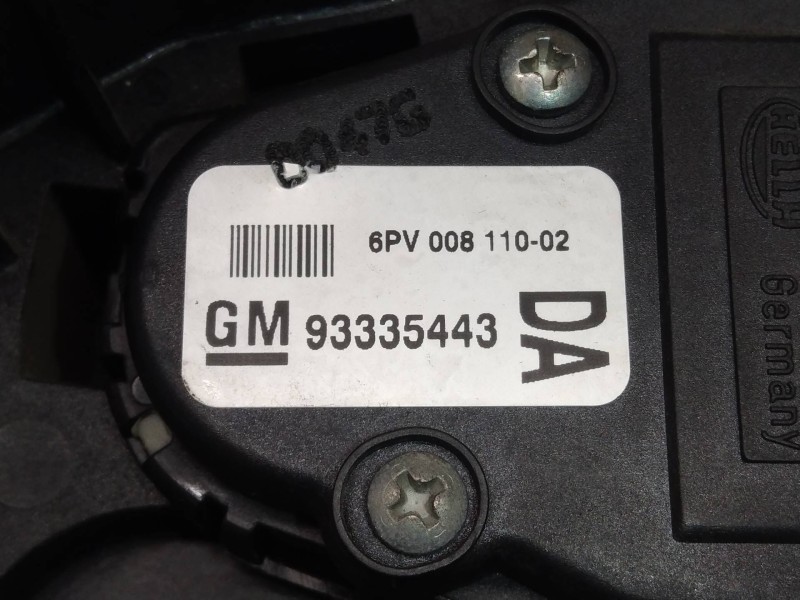 6PV 008 110-02
GM 93335443
DA
HELLA
Germany